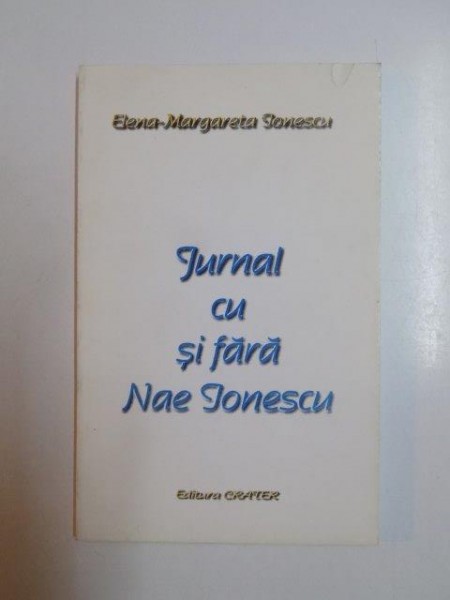 Elena-Margareta Ionescu
Jurnal
cu
și fără
Nae Ionescu
Editura CRATER